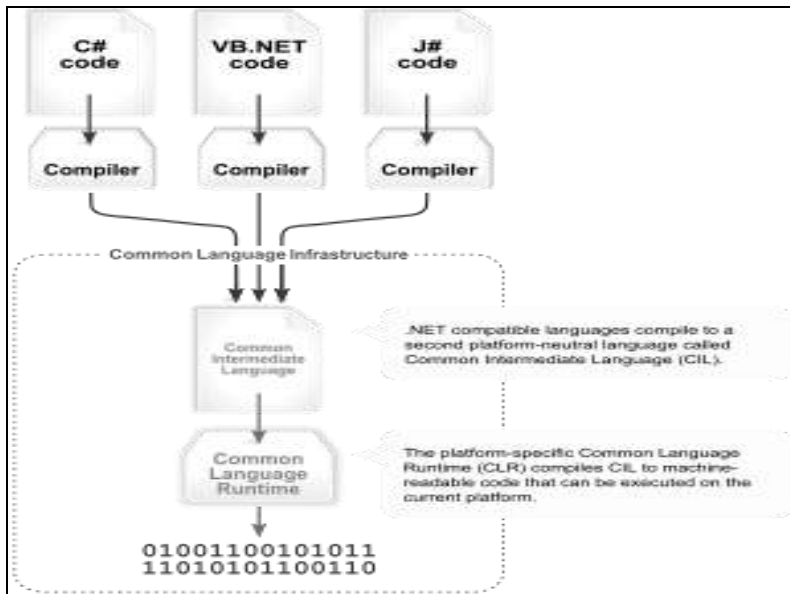 C#
code
VB.NET
code
J#
code
Compiler
Compiler
Compiler
Common Language Infrastructure
Common
Intermediate
Language
.NET compatible languages compile to a
second platform-neutral language called
Common Intermediate Language (CIL).
Common
Language
Runtime
The platform-specific Common Language
Runtime (CLR) compiles CIL to machine-
readable code that can be executed on the
current platform.
01001100101011
11010101100110